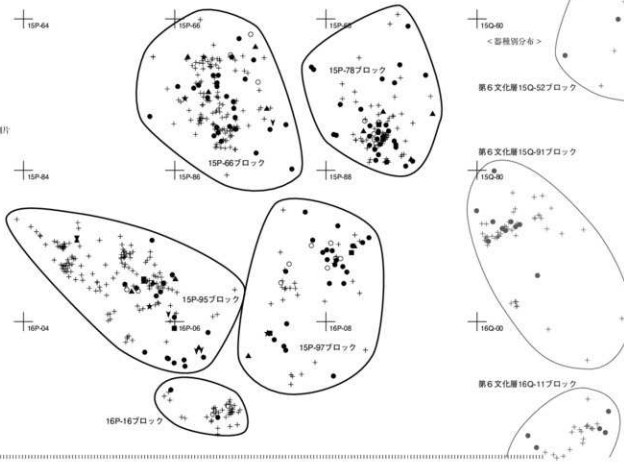 15P-64
15P-66
15P-68
15Q-60
<器種別分布>
15P-78ブロック
第6文化層15Q-52ブロック
片
第6文化層15Q-91ブロック
15P-66ブロック
15P-84
15P-86
15P-88
15Q-80
15P-95ブロック
16P-04
16P-06
16P-08
16Q-00
15P-97ブロック
第6文化層16Q-11ブロック
16P-16ブロック